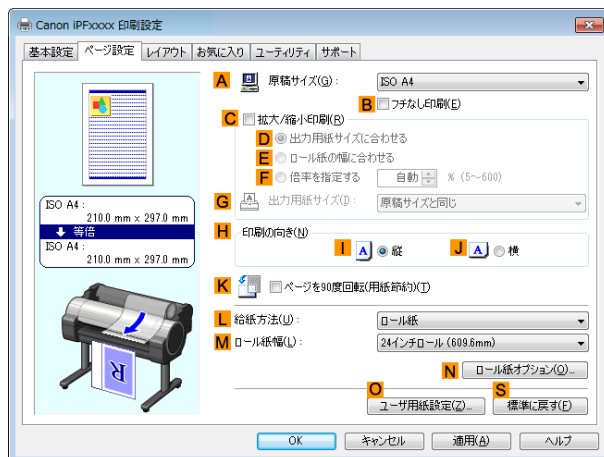 Canon iPFxxxx 印刷設定
基本設定 ページ設定 レイアウト お気に入り ユーティリティ サポート
A 原稿サイズ(G): ISO A4
B フチなし印刷(E)
C 拡大/縮小印刷(R)
D 出力用紙サイズに合わせる
E ロール紙の幅に合わせる
F 倍率を指定する 自動 % (5～600)
G 出力用紙サイズ(I): 原稿サイズと同じ
H 印刷の向き(N)
I A 縦 J A 横
K ページを90度回転(用紙節約)(T)
L 給紙方法(U): ロール紙
M ロール紙幅(L): 24インチロール (609.6mm)
N ロール紙オプション(O)...
O ユーザ用紙設定(Z)...
S 標準に戻す(F)
ISO A4:
210.0 mm x 297.0 mm
等倍
ISO A4:
210.0 mm x 297.0 mm
R
OK キャンセル 適用(A) ヘルプ